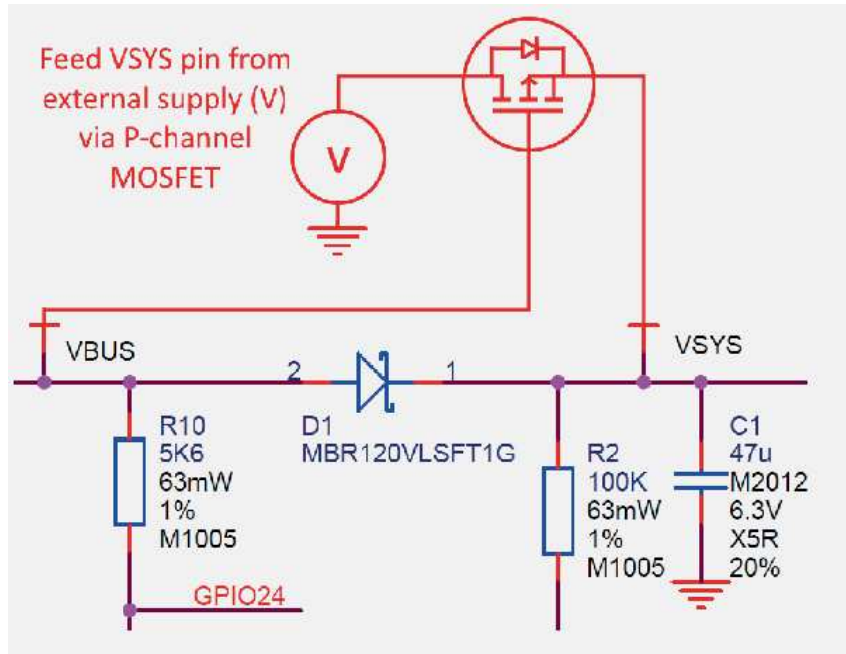 Feed VSYS pin from
external supply (V)
via P-channel
MOSFET
V
VBUS
VSYS
2
1
R10
5K6
63mW
1%
M1005
D1
MBR120VLSFT1G
R2
100K
63mW
1%
M1005
C1
47u
M2012
6.3V
X5R
20%
GPIO24